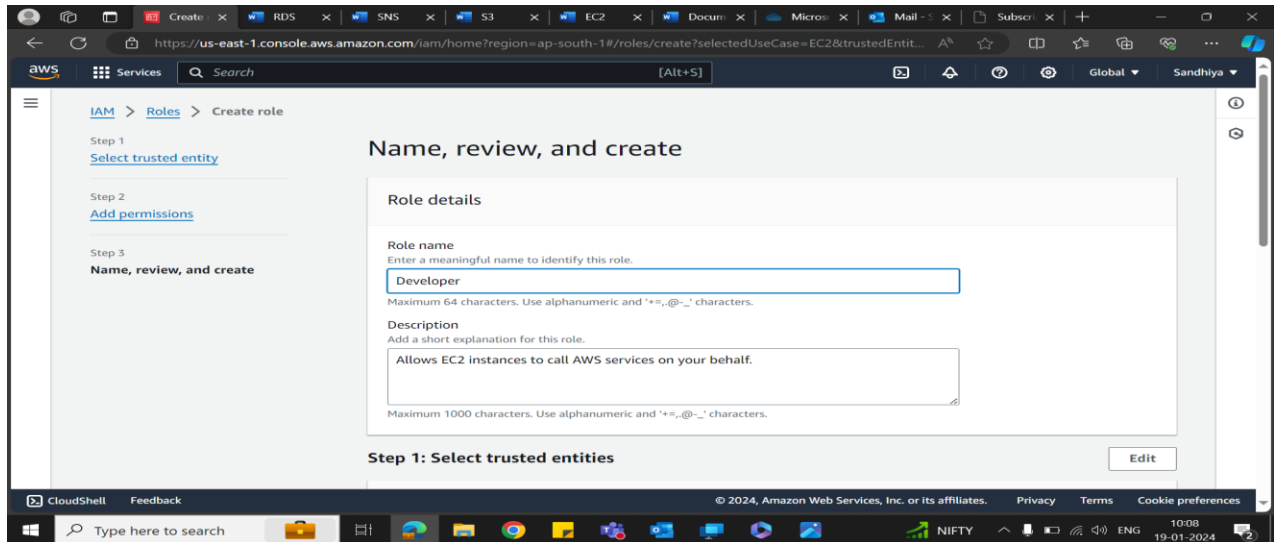 Create
RDS
SNS
S3
EC2
Docum
Micros
Mail - S
Subscri
https://us-east-1.console.aws.amazon.com/iam/home?region=ap-south-1#/roles/create?selectedUseCase=EC2&trustedEntit...
aws
Services
Search
[Alt+S]
Global
Sandhiya
IAM > Roles > Create role
Step 1
Select trusted entity
Step 2
Add permissions
Step 3
Name, review, and create
Name, review, and create
Role details
Role name
Enter a meaningful name to identify this role.
Developer
Maximum 64 characters. Use alphanumeric and '+=,.@-_' characters.
Description
Add a short explanation for this role.
Allows EC2 instances to call AWS services on your behalf.
Maximum 1000 characters. Use alphanumeric and '+=,.@-_' characters.
Step 1: Select trusted entities
Edit
CloudShell
Feedback
© 2024, Amazon Web Services, Inc. or its affiliates.
Privacy
Terms
Cookie preferences
Type here to search
NIFTY
ENG
10:08
19-01-2024
2